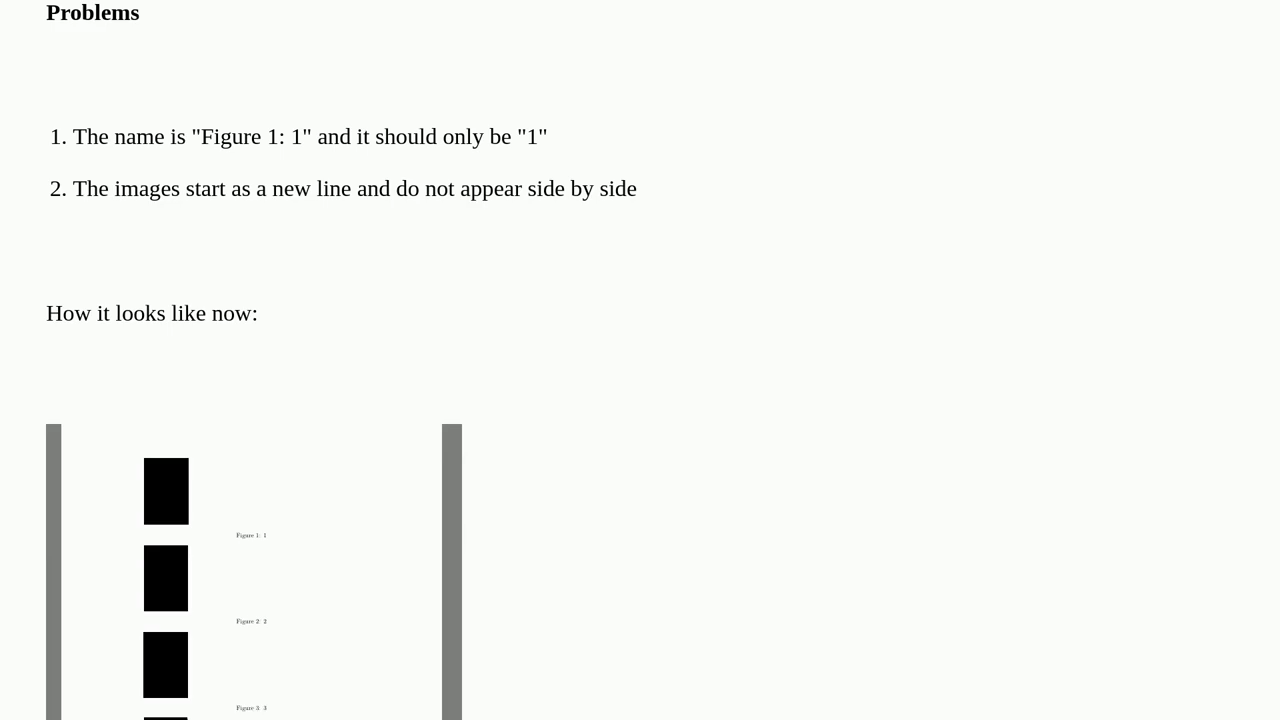 Problems
1. The name is "Figure 1: 1" and it should only be "1"
2. The images start as a new line and do not appear side by side
How it looks like now:
Figure 1: 1
Figure 2: 2
Figure 3: 3